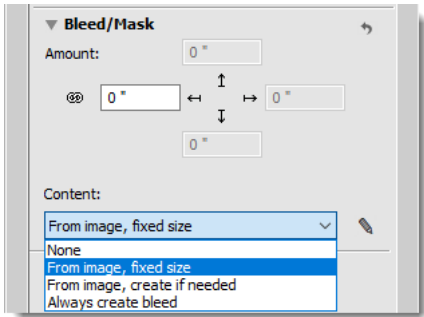 Bleed/Mask
Amount:
0 "
0 "
0 "
0 "
Content:
From image, fixed size
None
From image, fixed size
From image, create if needed
Always create bleed